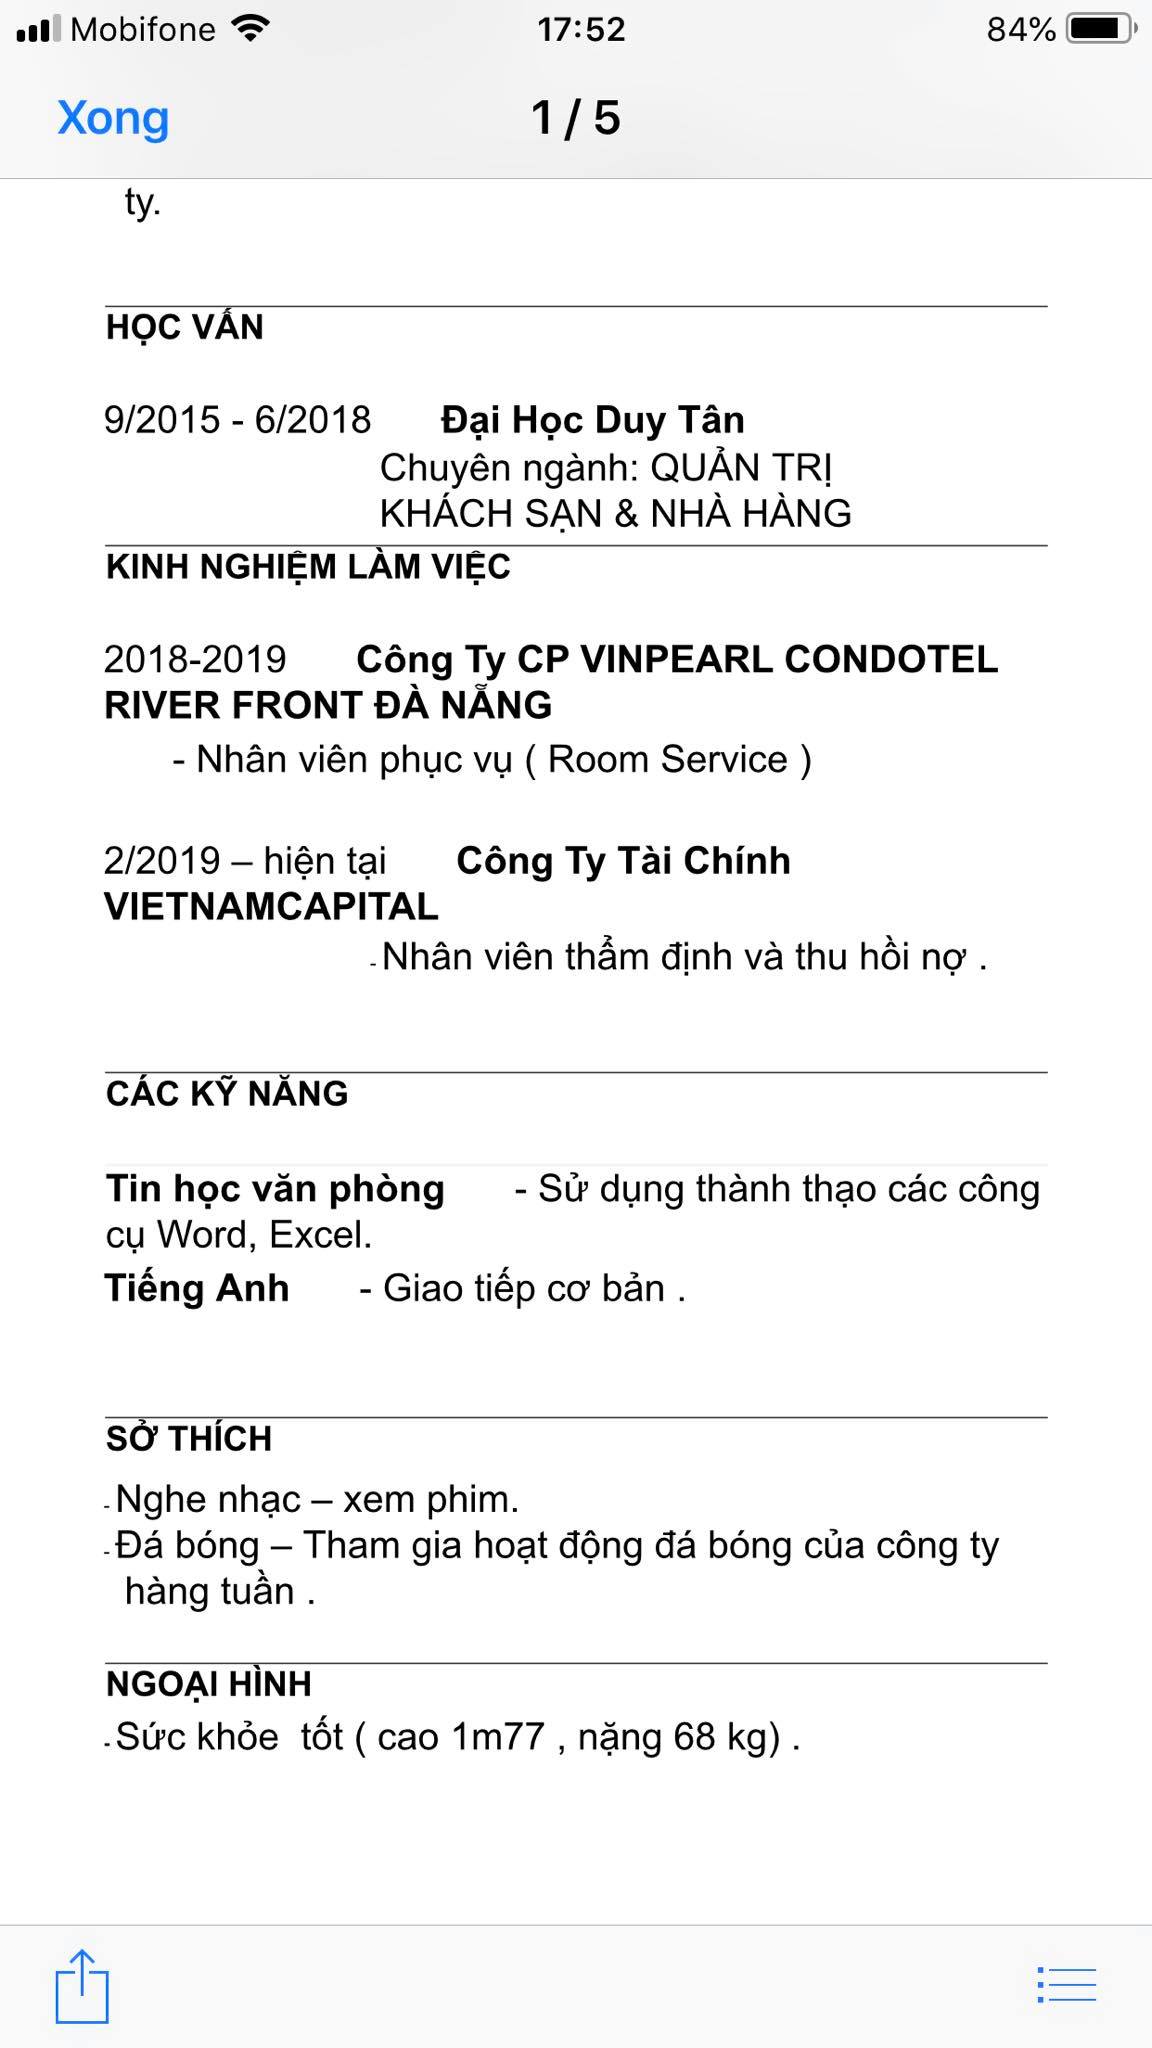 Mobifone 17:52 84%
Xong 1 / 5
ty.
HỌC VẤN
9/2015 - 6/2018 Đại Học Duy Tân
Chuyên ngành: QUẢN TRỊ
KHÁCH SẠN & NHÀ HÀNG
KINH NGHIỆM LÀM VIỆC
2018-2019 Công Ty CP VINPEARL CONDOTEL
RIVER FRONT ĐÀ NẴNG
- Nhân viên phục vụ ( Room Service )
2/2019 – hiện tại Công Ty Tài Chính
VIETNAMCAPITAL
- Nhân viên thẩm định và thu hồi nợ .
CÁC KỸ NĂNG
Tin học văn phòng - Sử dụng thành thạo các công
cụ Word, Excel.
Tiếng Anh - Giao tiếp cơ bản .
SỞ THÍCH
- Nghe nhạc – xem phim.
- Đá bóng – Tham gia hoạt động đá bóng của công ty
hàng tuần .
NGOẠI HÌNH
- Sức khỏe  tốt ( cao 1m77 , nặng 68 kg) .